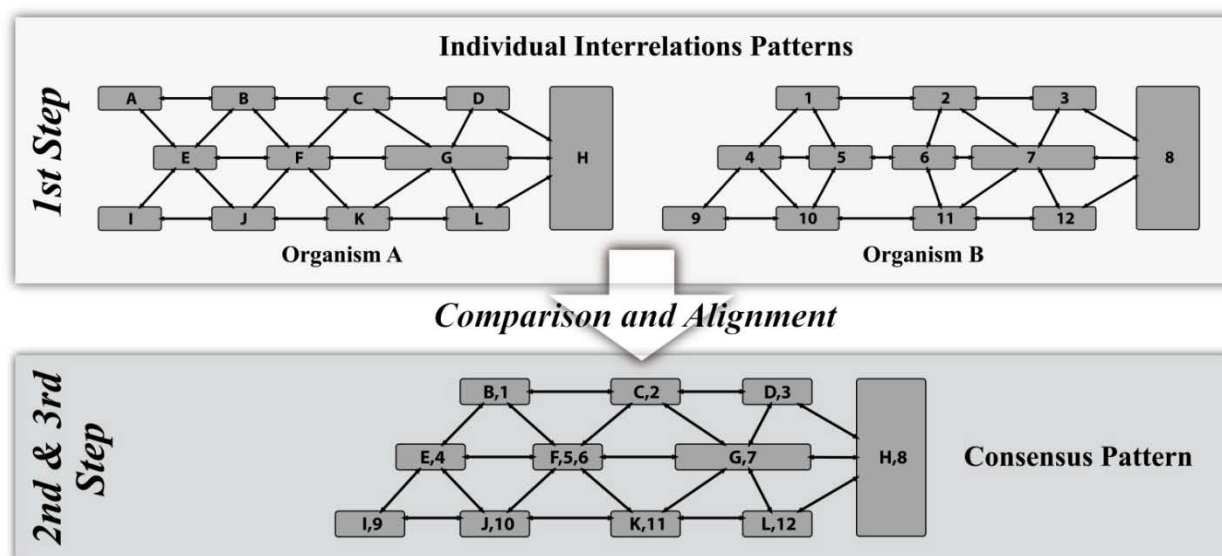 1st Step
Individual Interrelations Patterns
A B C D
E F G H
I J K L
Organism A
1 2 3
4 5 6 7 8
9 10 11 12
Organism B
Comparison and Alignment
2nd & 3rd
Step
B,1 C,2 D,3
E,4 F,5,6 G,7 H,8
I,9 J,10 K,11 L,12
Consensus Pattern